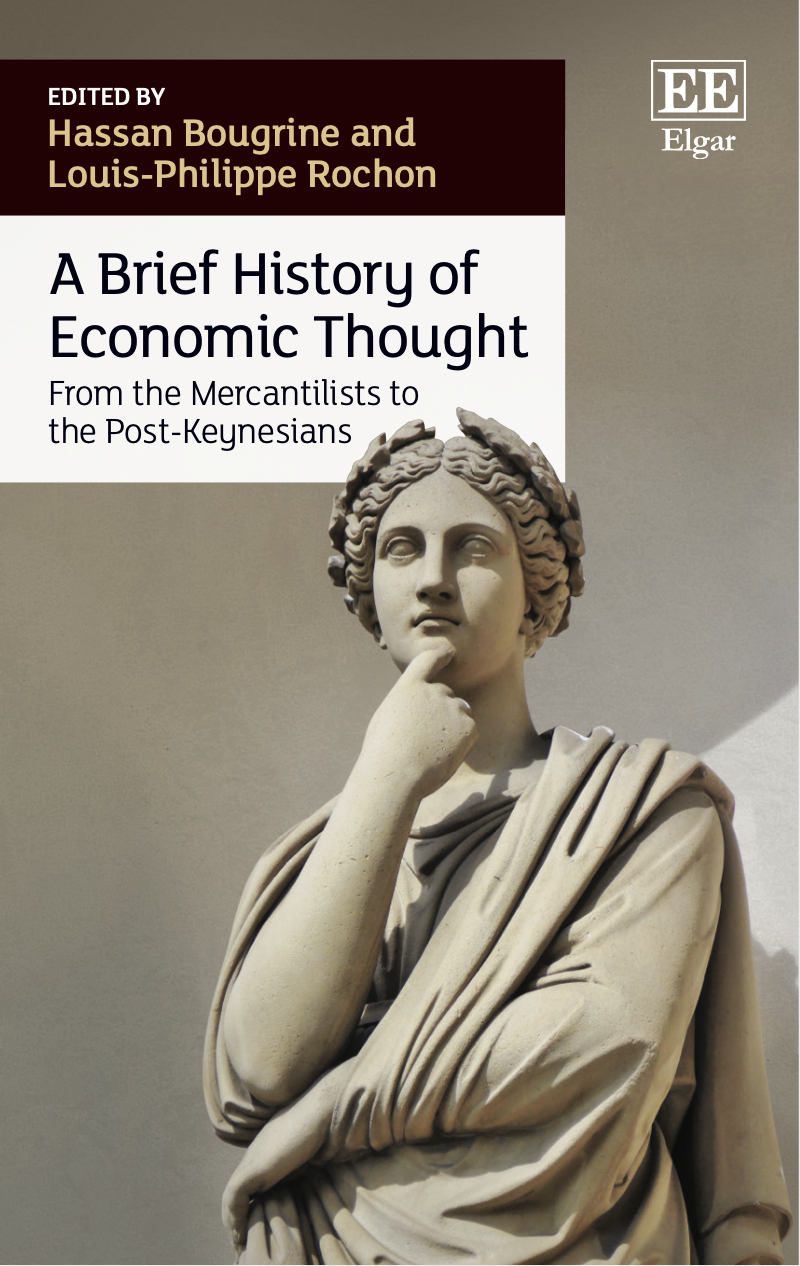 EDITED BY
Hassan Bougrine and
Louis-Philippe Rochon
EE
Elgar
A Brief History of
Economic Thought
From the Mercantilists to
the Post-Keynesians